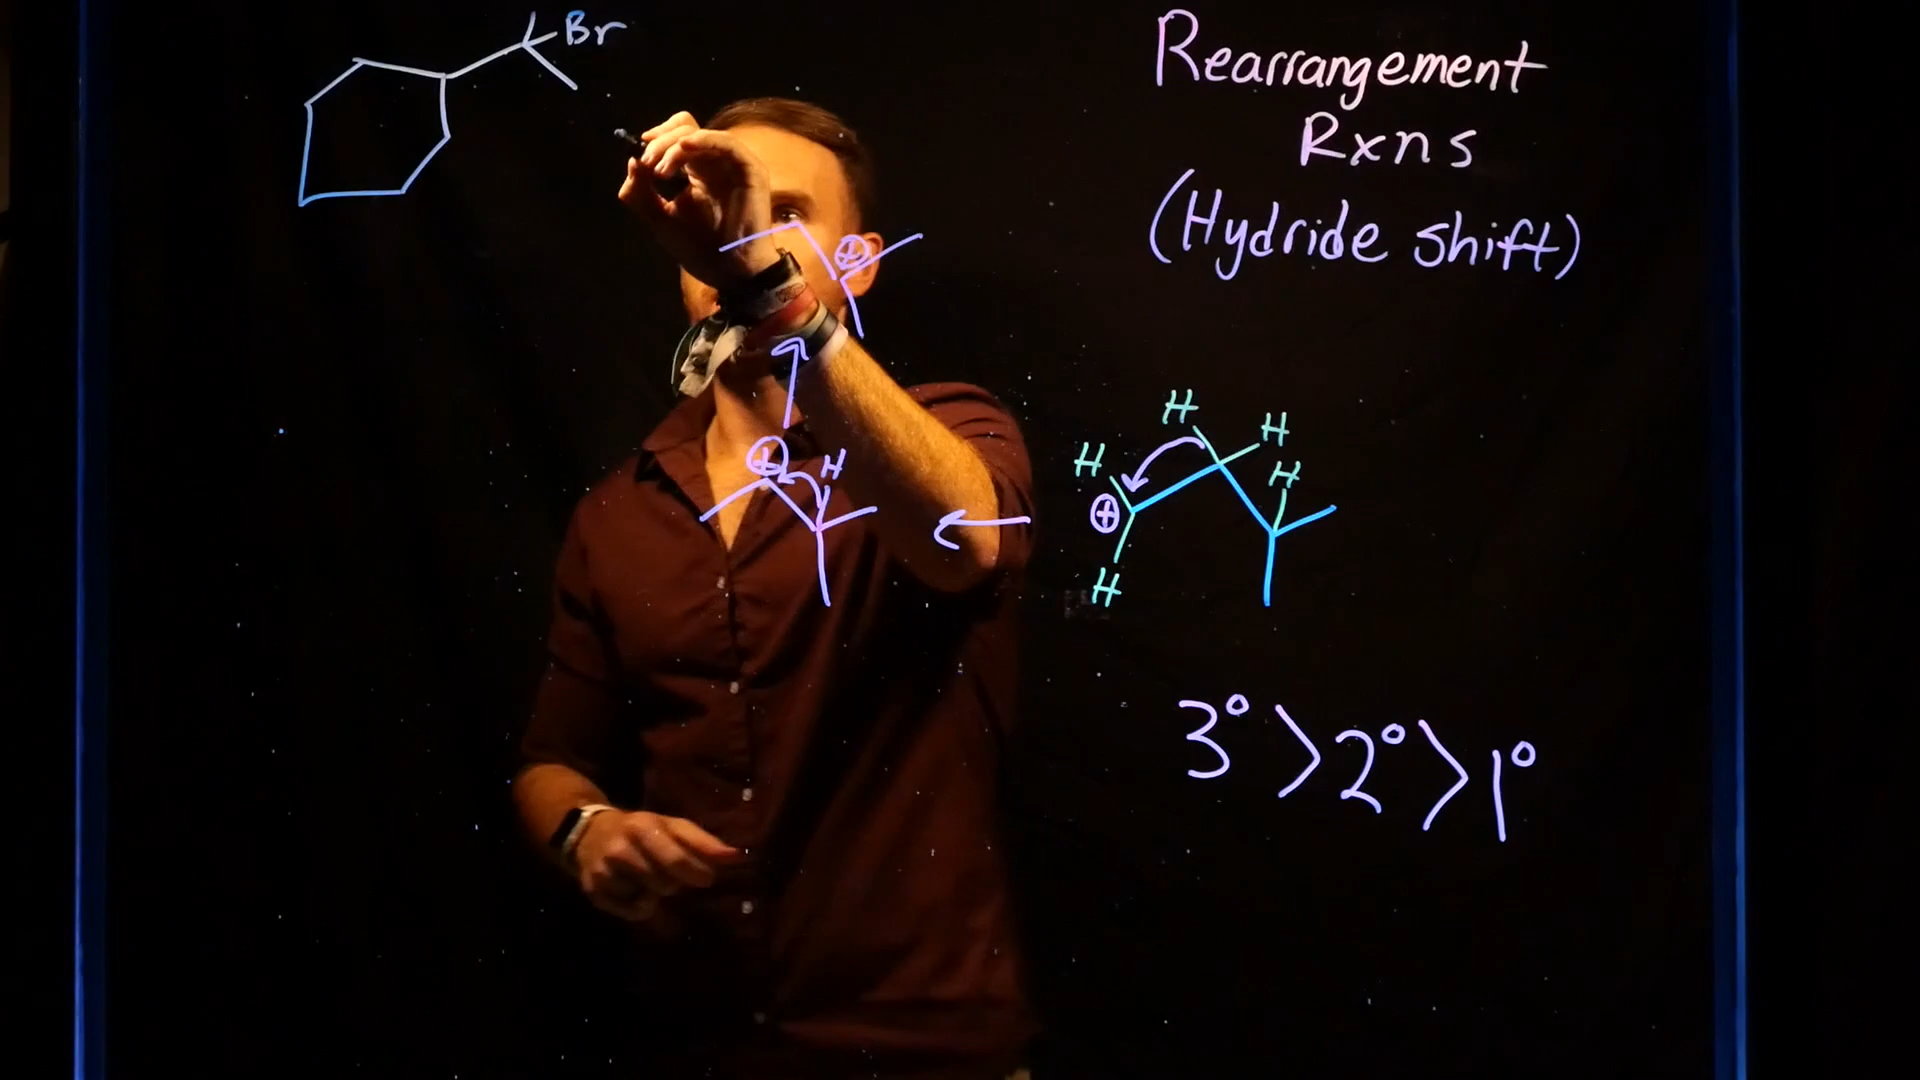 Br
Rearrangement
Rxns
(Hydride shift)
⊕
H
H
H
H
⊕
H
⊕
H
3° > 2° > 1°